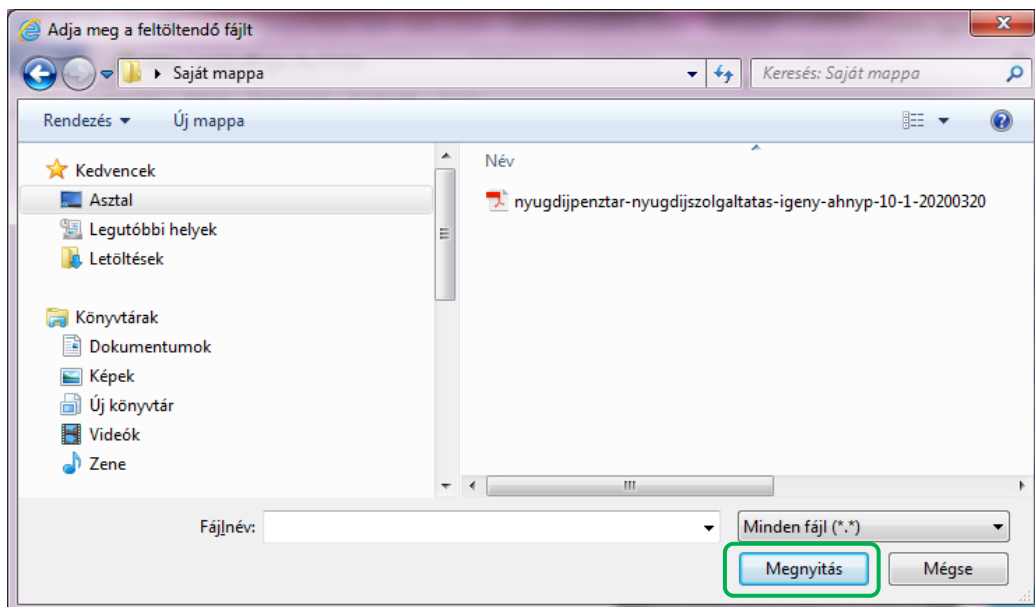 Adja meg a feltöltendő fájlt
Saját mappa
Keresés: Saját mappa
Rendezés
Új mappa
Kedvencek
Asztal
Legutóbbi helyek
Letöltések
Könyvtárak
Dokumentumok
Képek
Új könyvtár
Videók
Zene
Név
nyugdijpenztar-nyugdijszolgaltatas-igeny-ahnyp-10-1-20200320
Fájlnév:
Minden fájl (*.*)
Megnyitás
Mégse